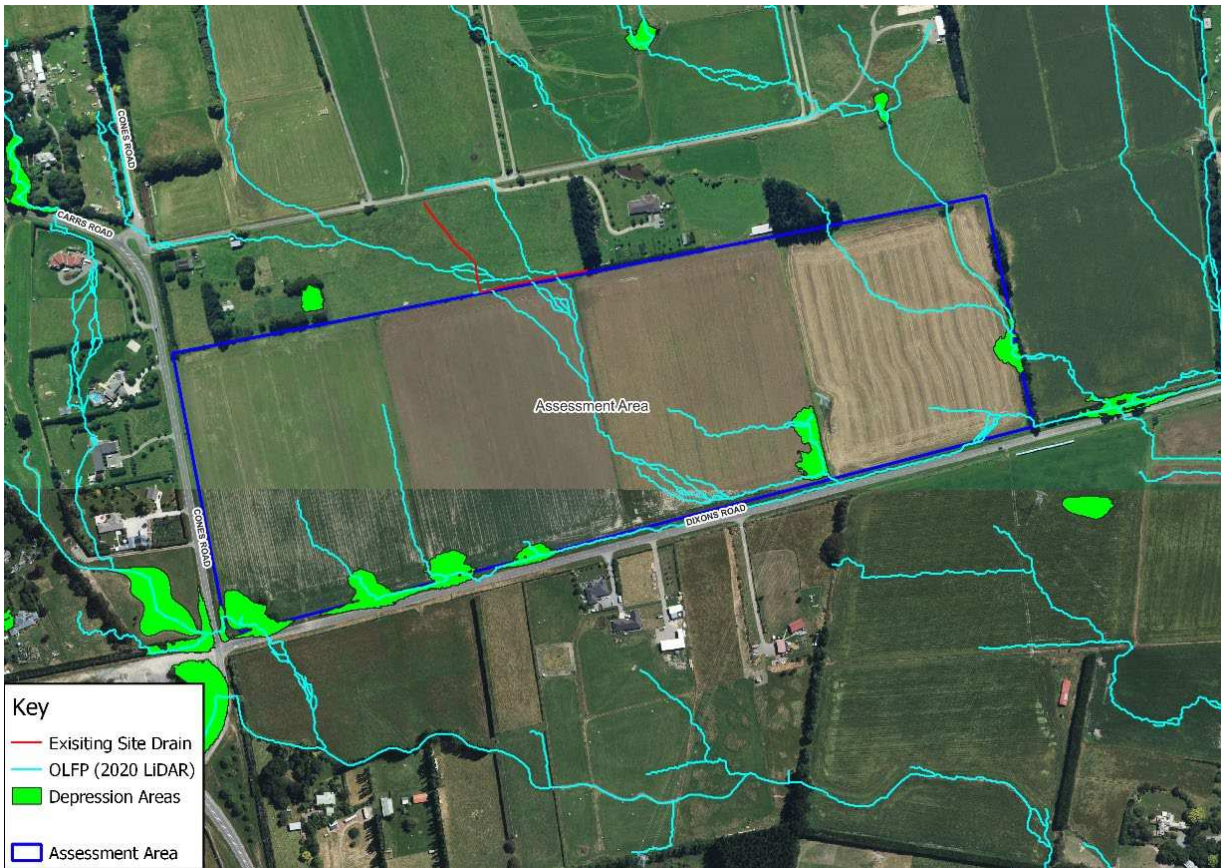 CONES ROAD
CARRS ROAD
Assessment Area
CONES ROAD
DIXONS ROAD
Key
Exisiting Site Drain
OLFP (2020 LiDAR)
Depression Areas
Assessment Area